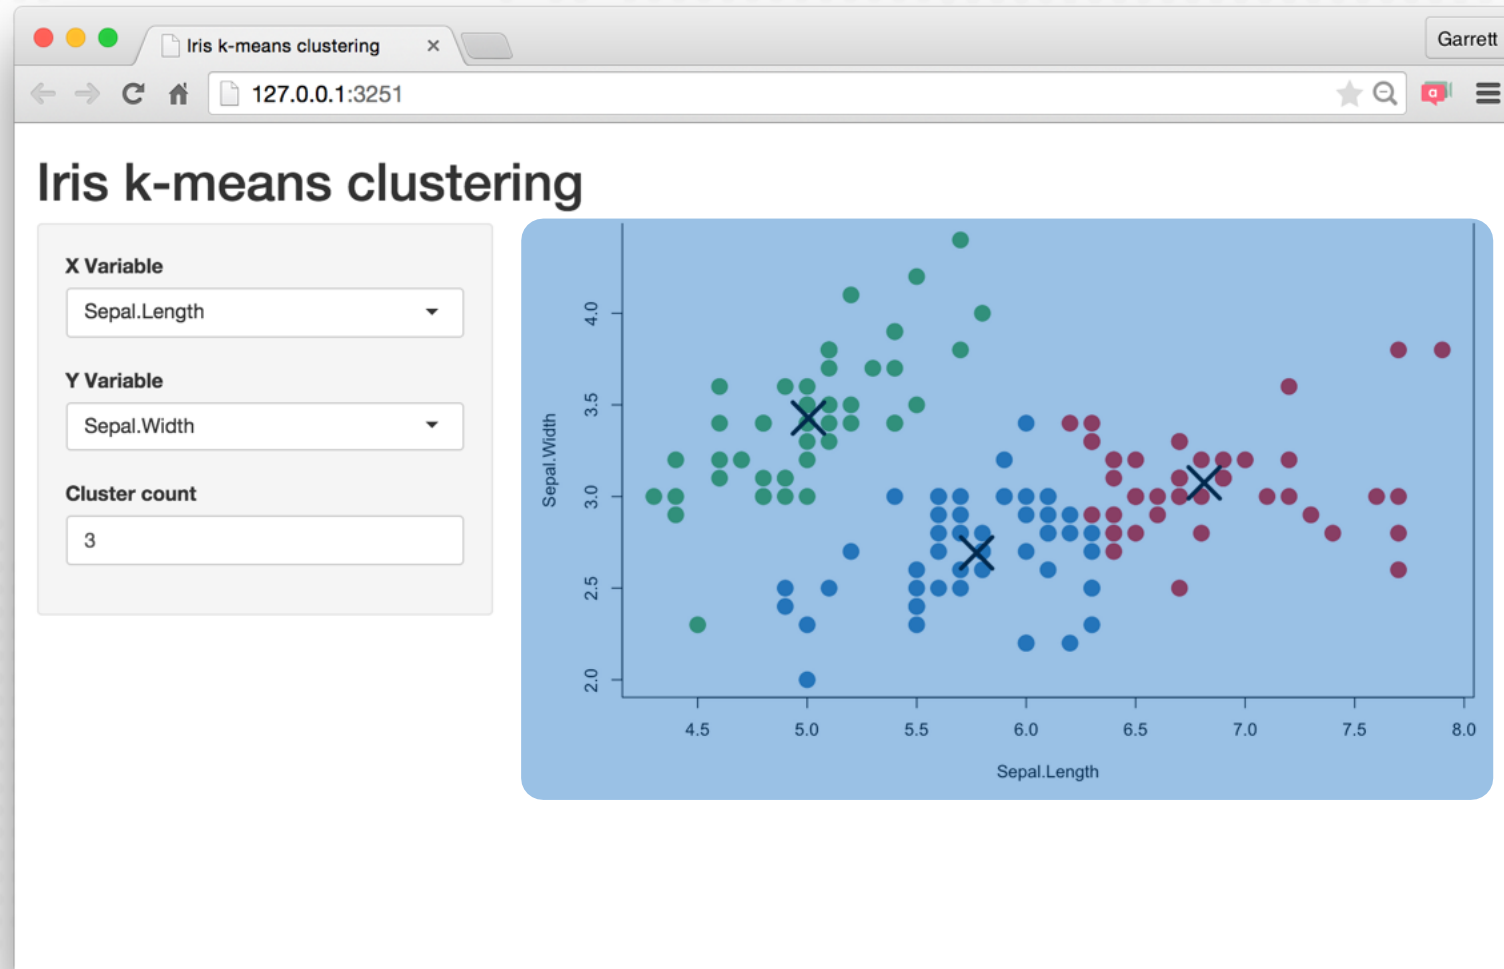 Iris k-means clustering
Garrett
127.0.0.1:3251
a
Iris k-means clustering
X Variable
Sepal.Length
Y Variable
Sepal.Width
Cluster count
3
Sepal.Width
4.0
3.5
3.0
2.5
2.0
4.5 5.0 5.5 6.0 6.5 7.0 7.5 8.0
Sepal.Length